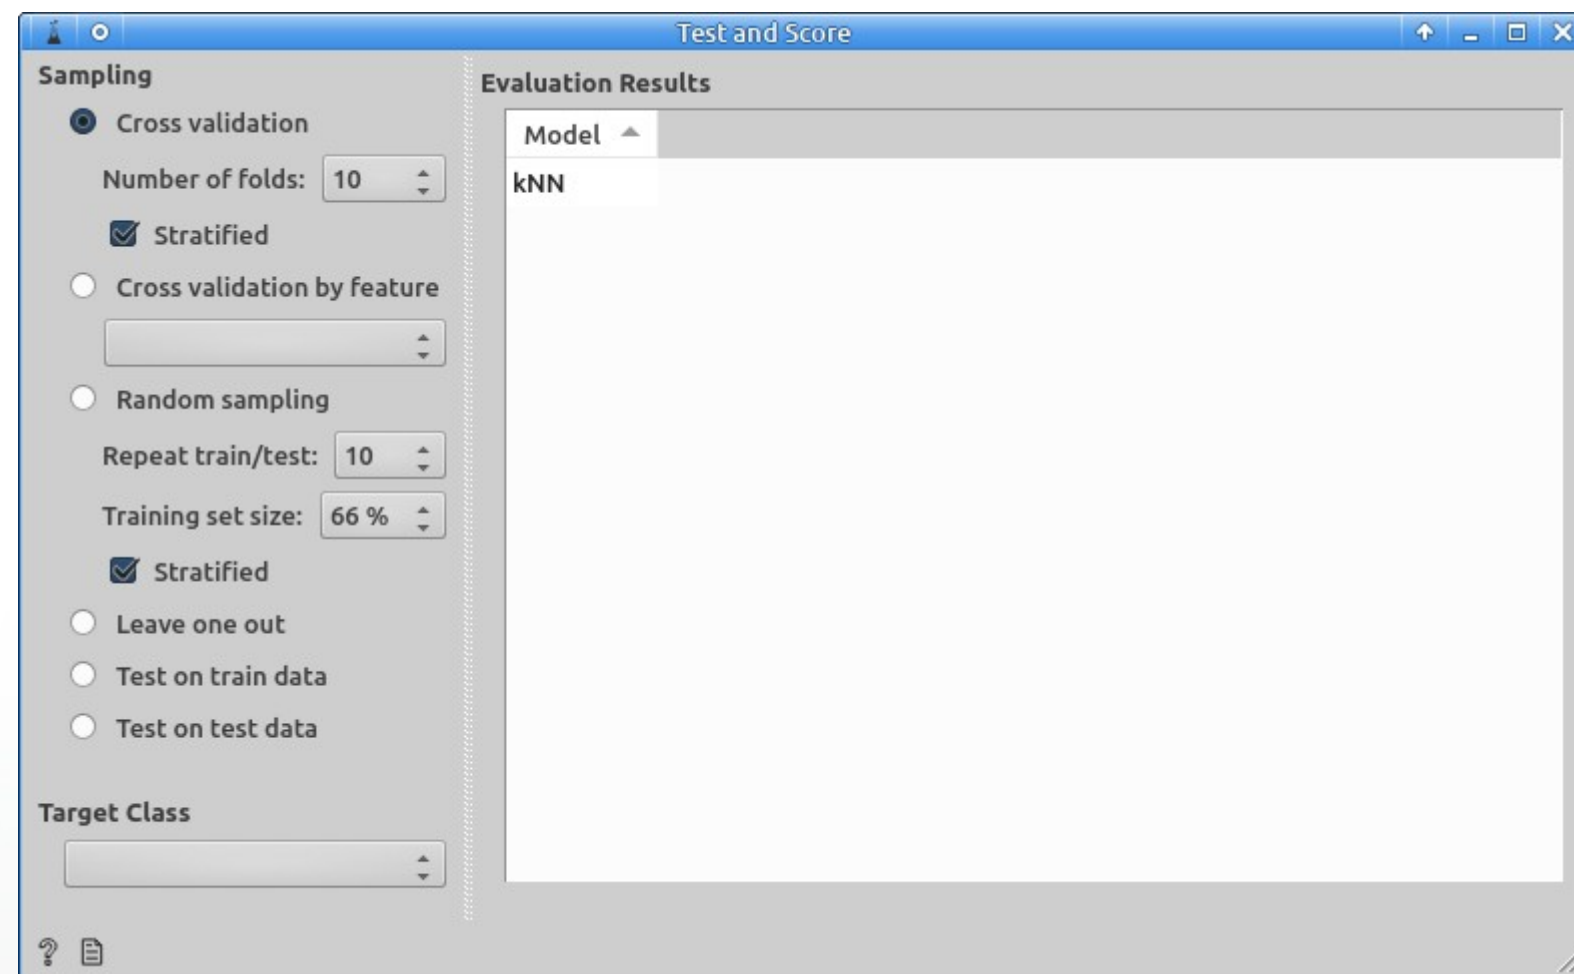 Test and Score
Sampling
Cross validation
Number of folds: 10
Stratified
Cross validation by feature
Random sampling
Repeat train/test: 10
Training set size: 66 %
Stratified
Leave one out
Test on train data
Test on test data
Target Class
?
Evaluation Results
Model
kNN